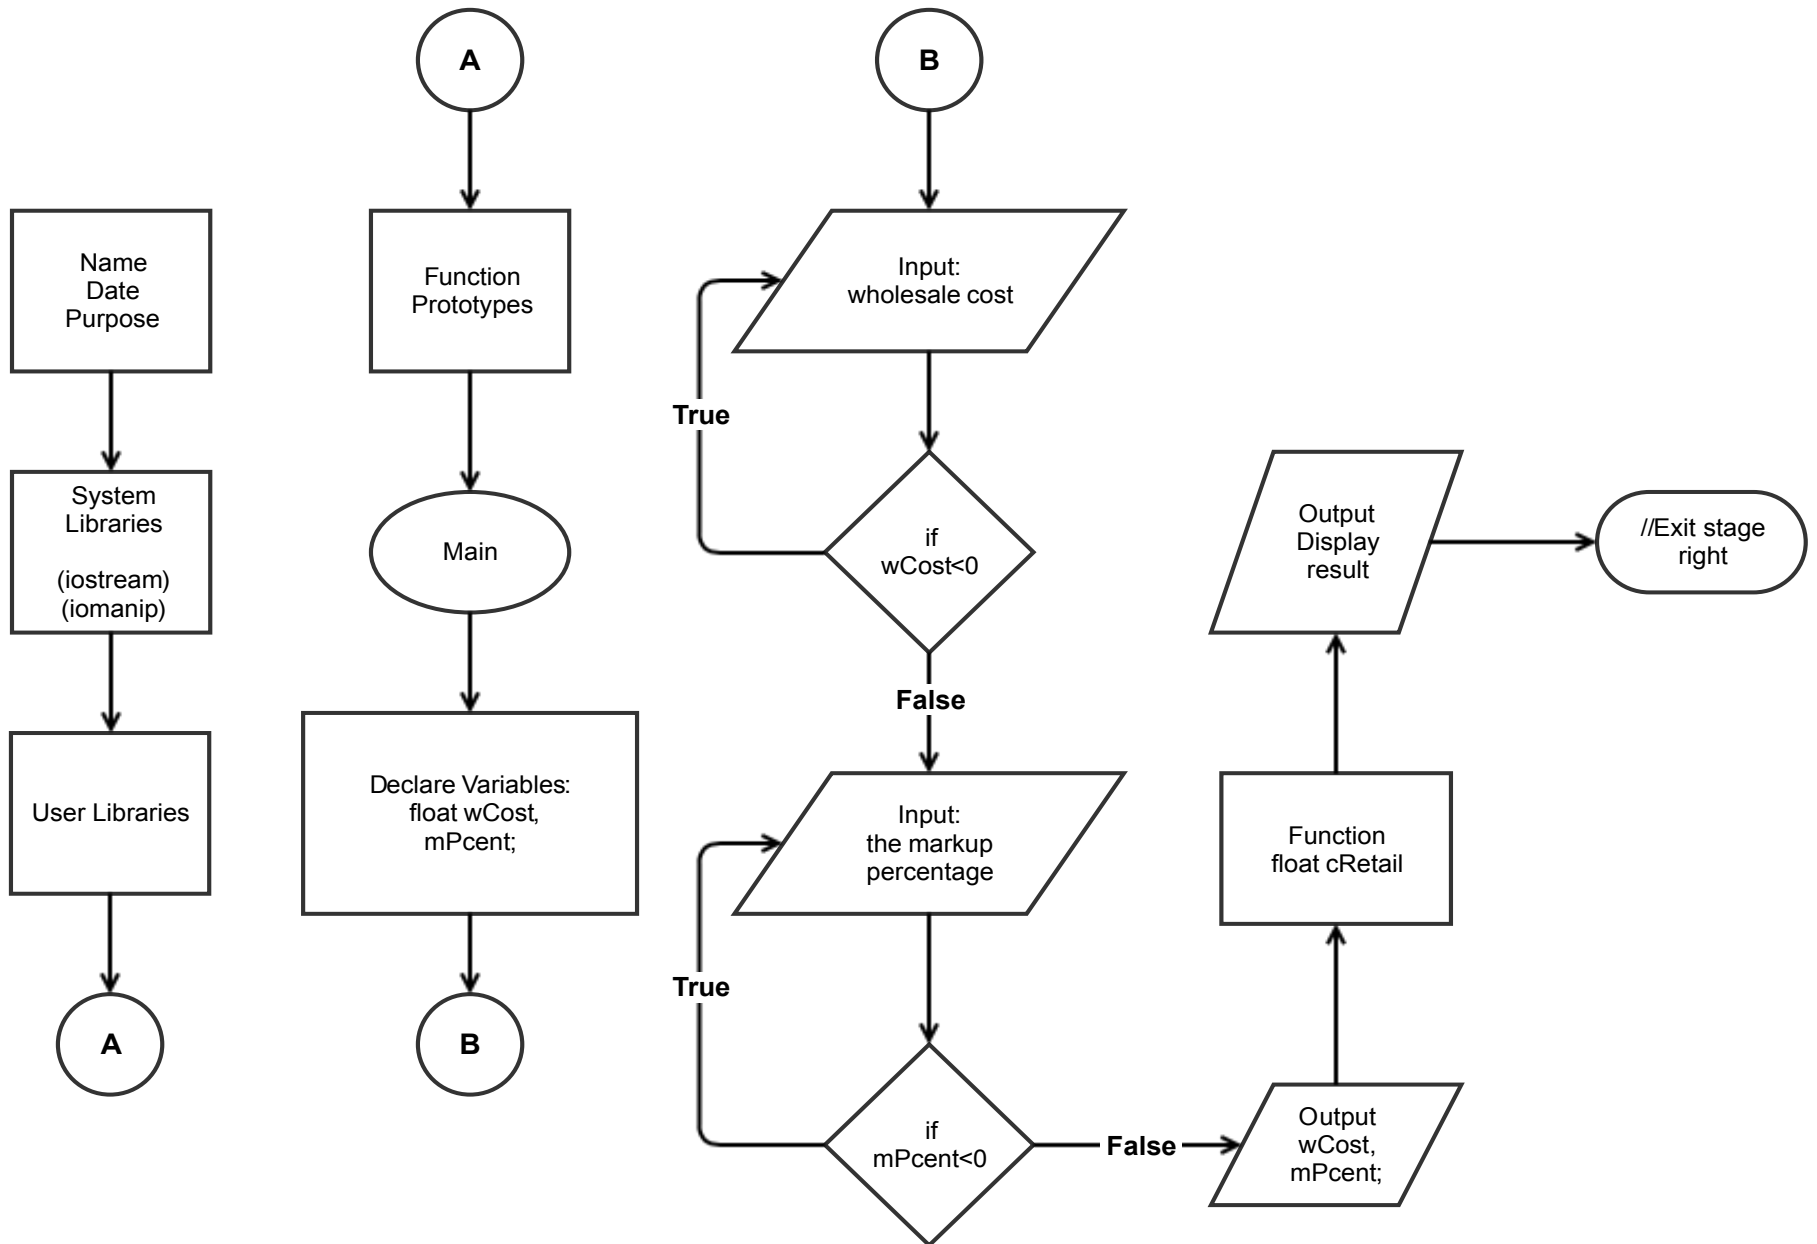 Name
Date
Purpose
System
Libraries
(iostream)
(iomanip)
User Libraries
A
A
Function
Prototypes
Main
Declare Variables:
float wCost,
mPcent;
B
B
Input:
wholesale cost
True
if
wCost<0
False
Input:
the markup
percentage
True
if
mPcent<0
False
Output
wCost,
mPcent;
Function
float cRetail
Output
Display
result
//Exit stage
right